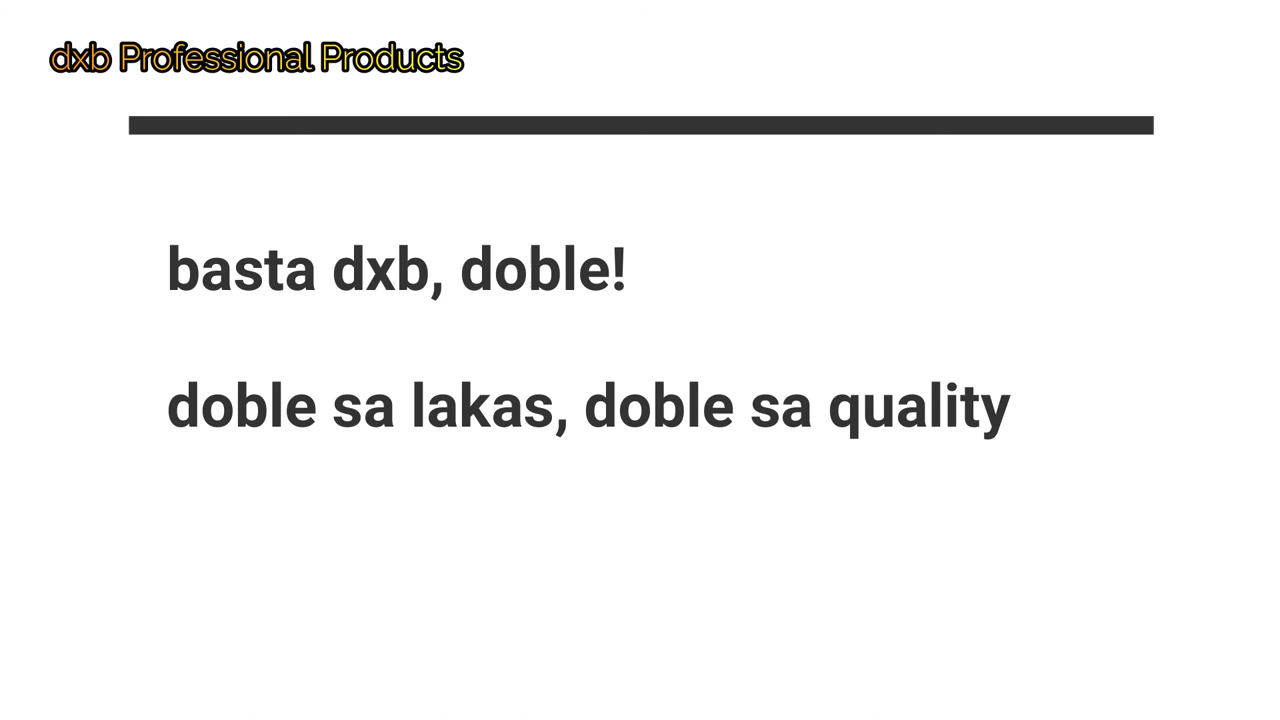 dxb Professional Products
basta dxb, doble!
doble sa lakas, doble sa quality